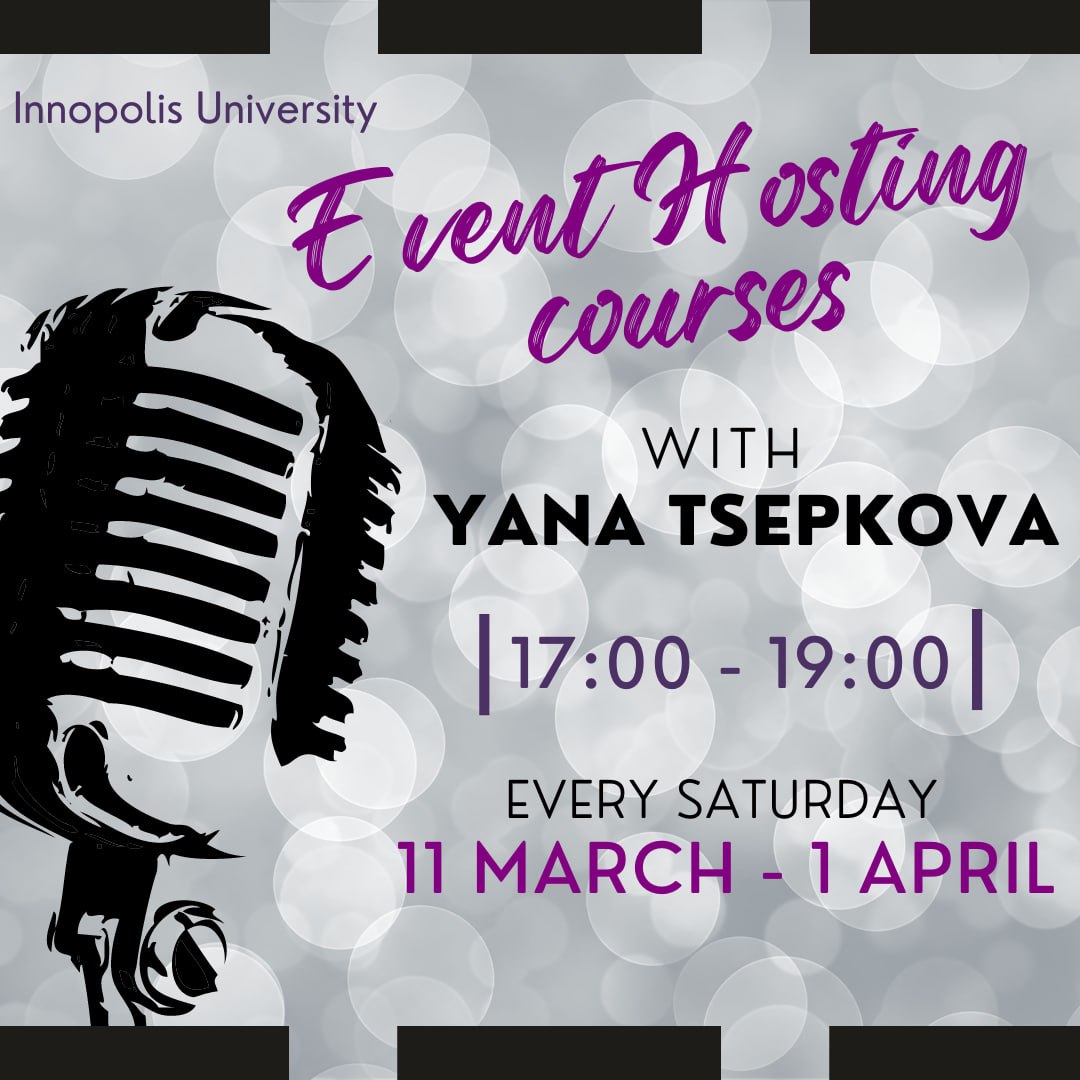 Innopolis University
Event Hosting
courses
WITH
YANA TSEPKOVA
|17:00 - 19:00|
EVERY SATURDAY
11 MARCH - 1 APRIL